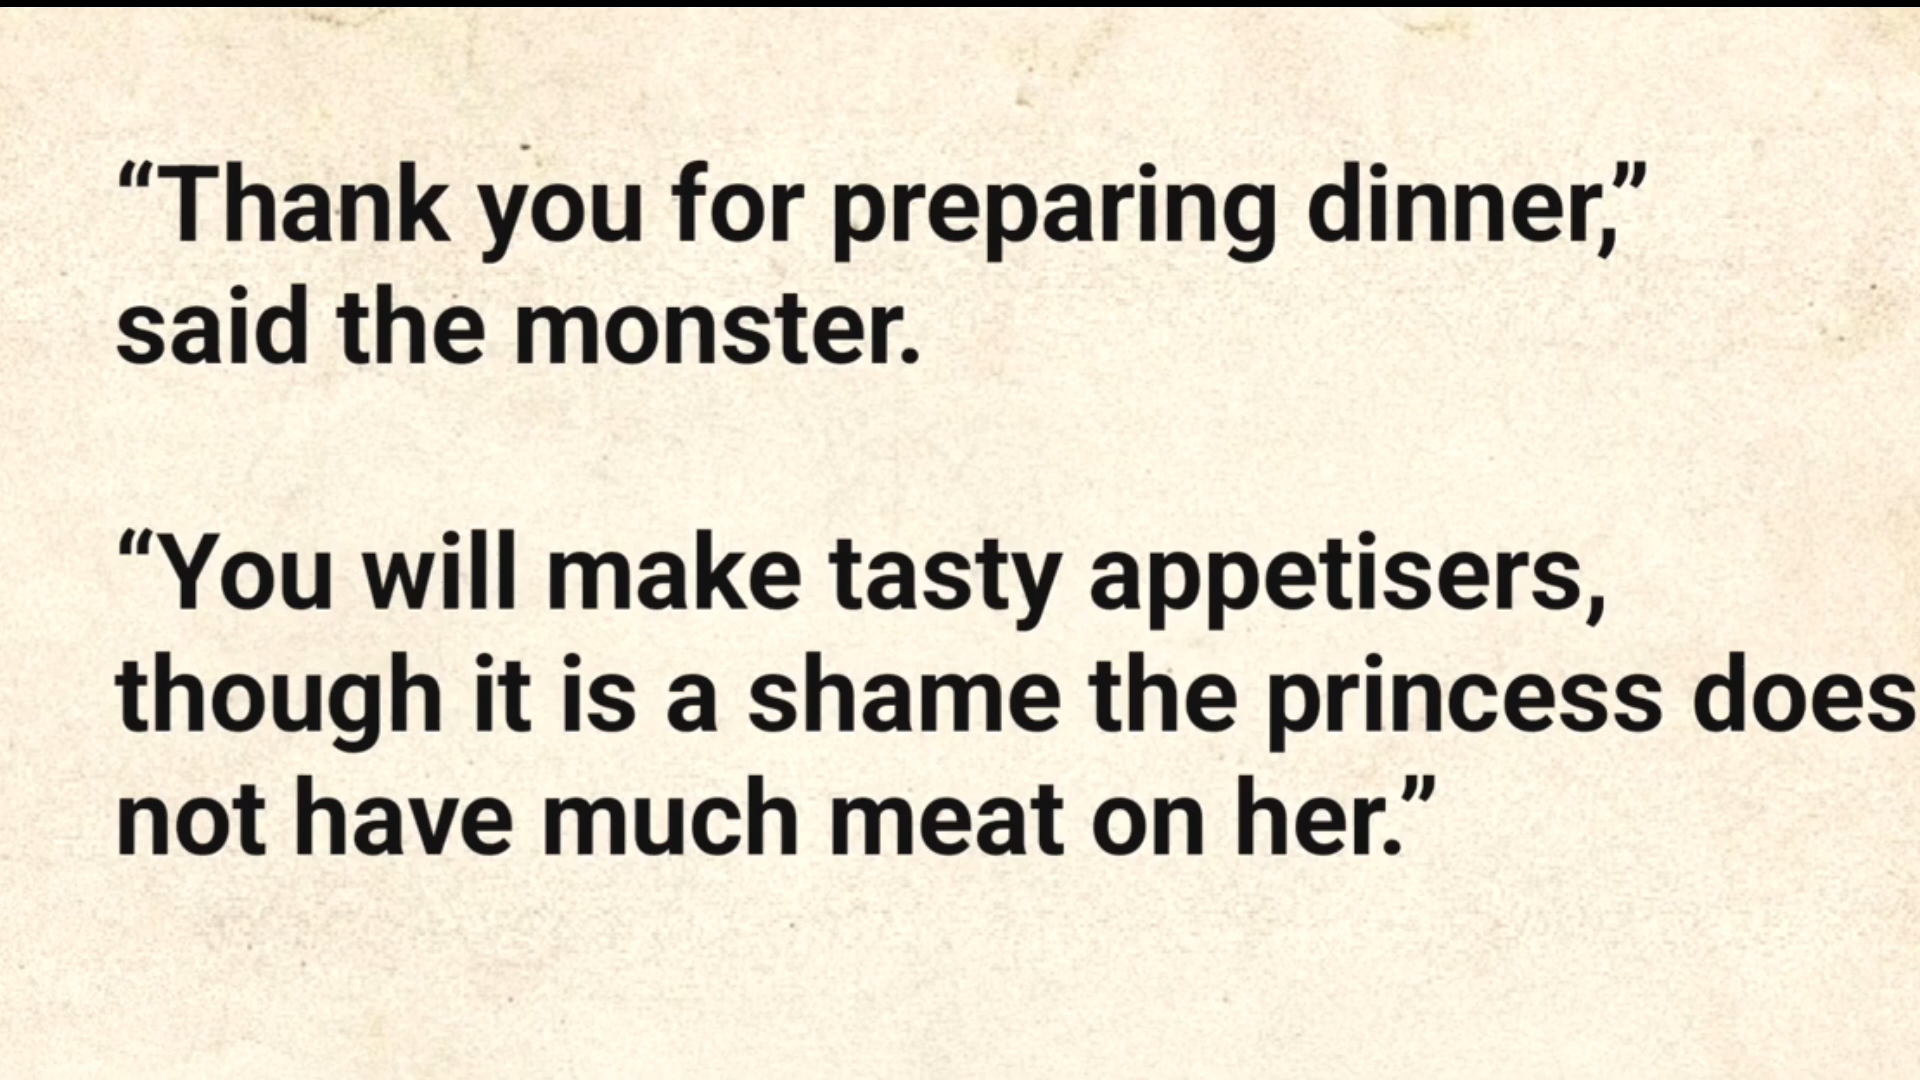 “Thank you for preparing dinner,”
said the monster.
“You will make tasty appetisers,
though it is a shame the princess does
not have much meat on her.”